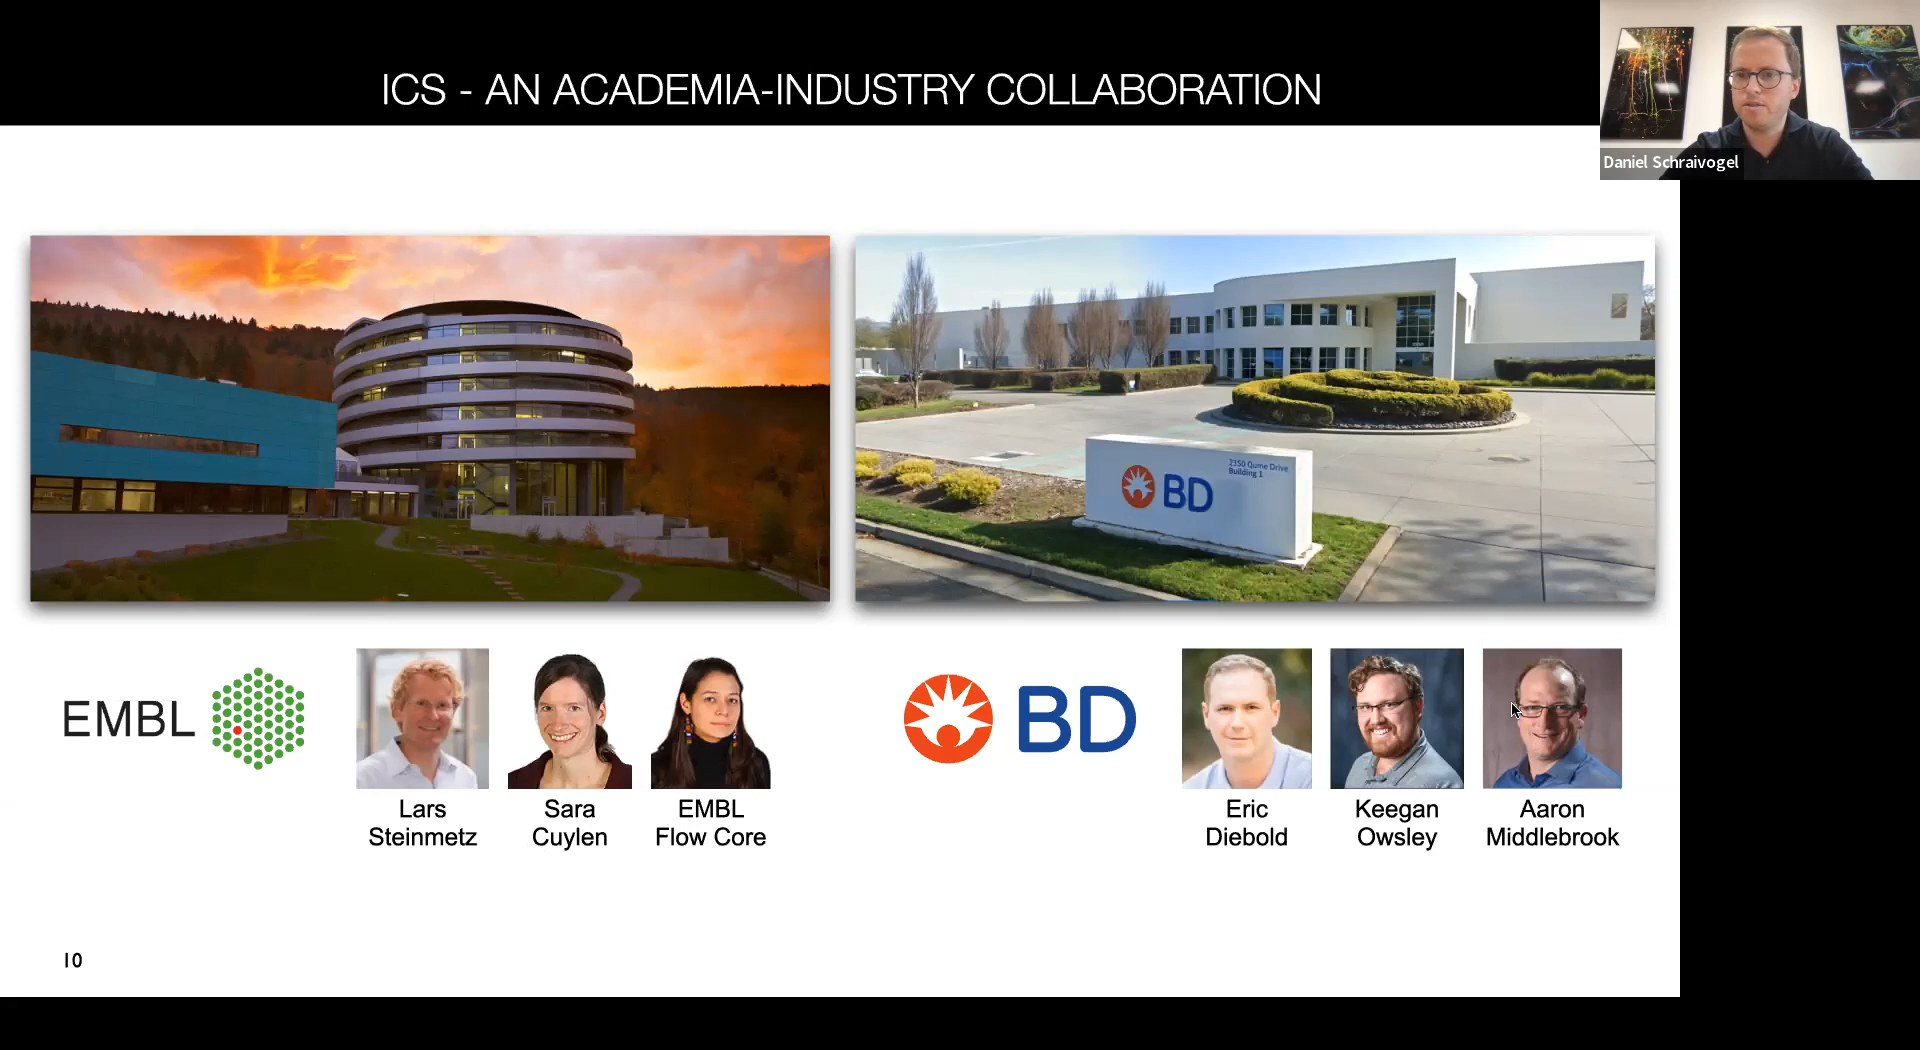 ICS - AN ACADEMIA-INDUSTRY COLLABORATION
Daniel Schraivogel
2350 Qume Drive
Building 1
BD
EMBL
Lars
Steinmetz
Sara
Cuylen
EMBL
Flow Core
BD
Eric
Diebold
Keegan
Owsley
Aaron
Middlebrook
10